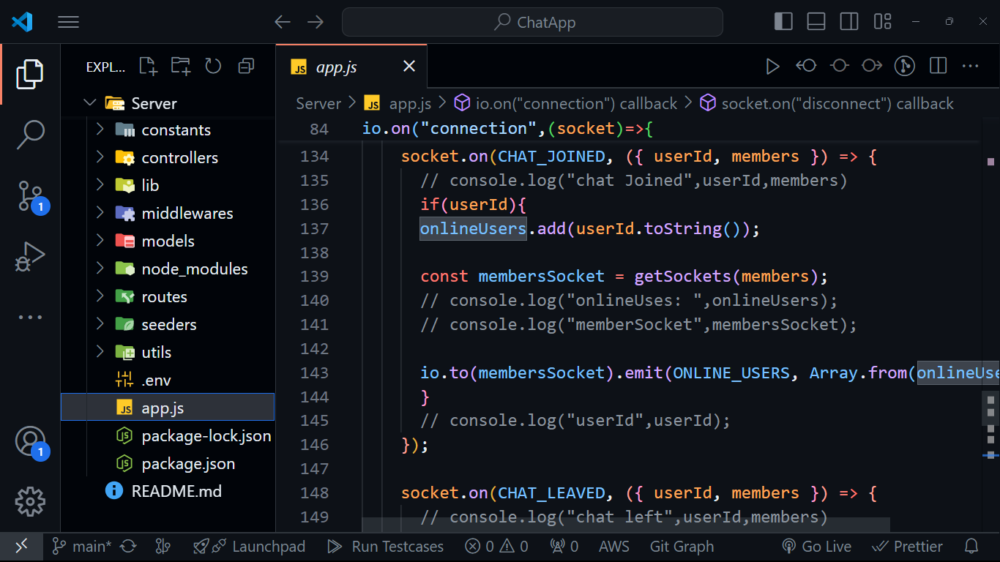 ChatApp
EXPL...
JS app.js
Server
constants
controllers
lib
middlewares
models
node_modules
routes
seeders
utils
.env
JS app.js
package-lock.json
package.json
README.md
1
1
Server > JS app.js > io.on("connection") callback > socket.on("disconnect") callback
84 io.on("connection",(socket)=>{
134 socket.on(CHAT_JOINED, ({ userId, members }) => {
135 // console.log("chat Joined",userId,members)
136 if(userId){
137 onlineUsers.add(userId.toString());
138
139 const membersSocket = getSockets(members);
140 // console.log("onlineUses: ",onlineUsers);
141 // console.log("memberSocket",membersSocket);
142
143 io.to(membersSocket).emit(ONLINE_USERS, Array.from(onlineUse
144 }
145 // console.log("userId",userId);
146 });
147
148 socket.on(CHAT_LEAVED, ({ userId, members }) => {
149 // console.log("chat left",userId,members)
main* Launchpad Run Testcases 0 0 0 AWS Git Graph Go Live Prettier